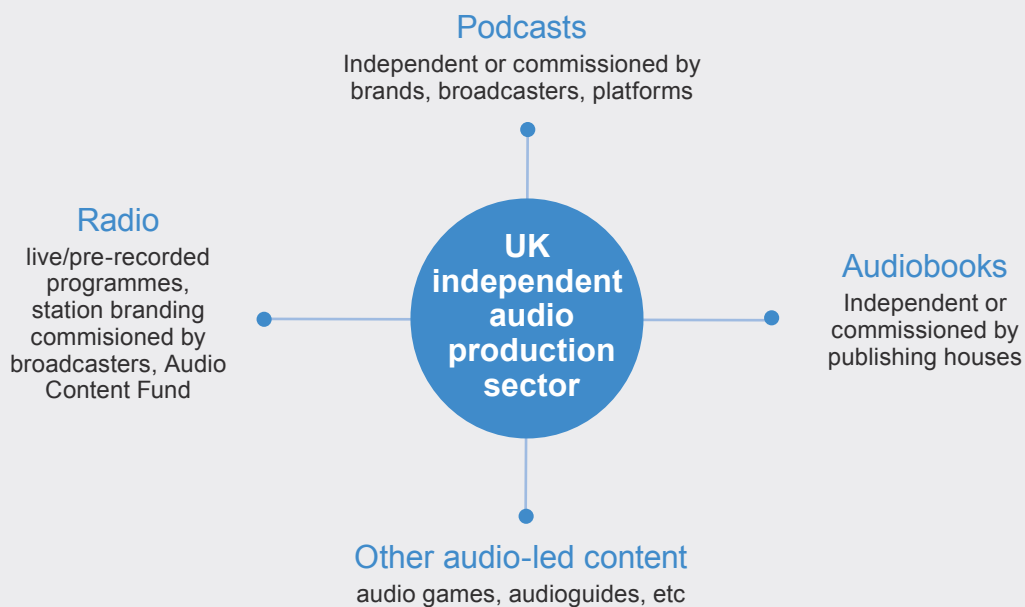 Podcasts
Independent or commissioned by
brands, broadcasters, platforms
Radio
live/pre-recorded
programmes,
station branding
commisioned by
broadcasters, Audio
Content Fund
UK
independent
audio
production
sector
Audiobooks
Independent or
commissioned by
publishing houses
Other audio-led content
audio games, audioguides, etc